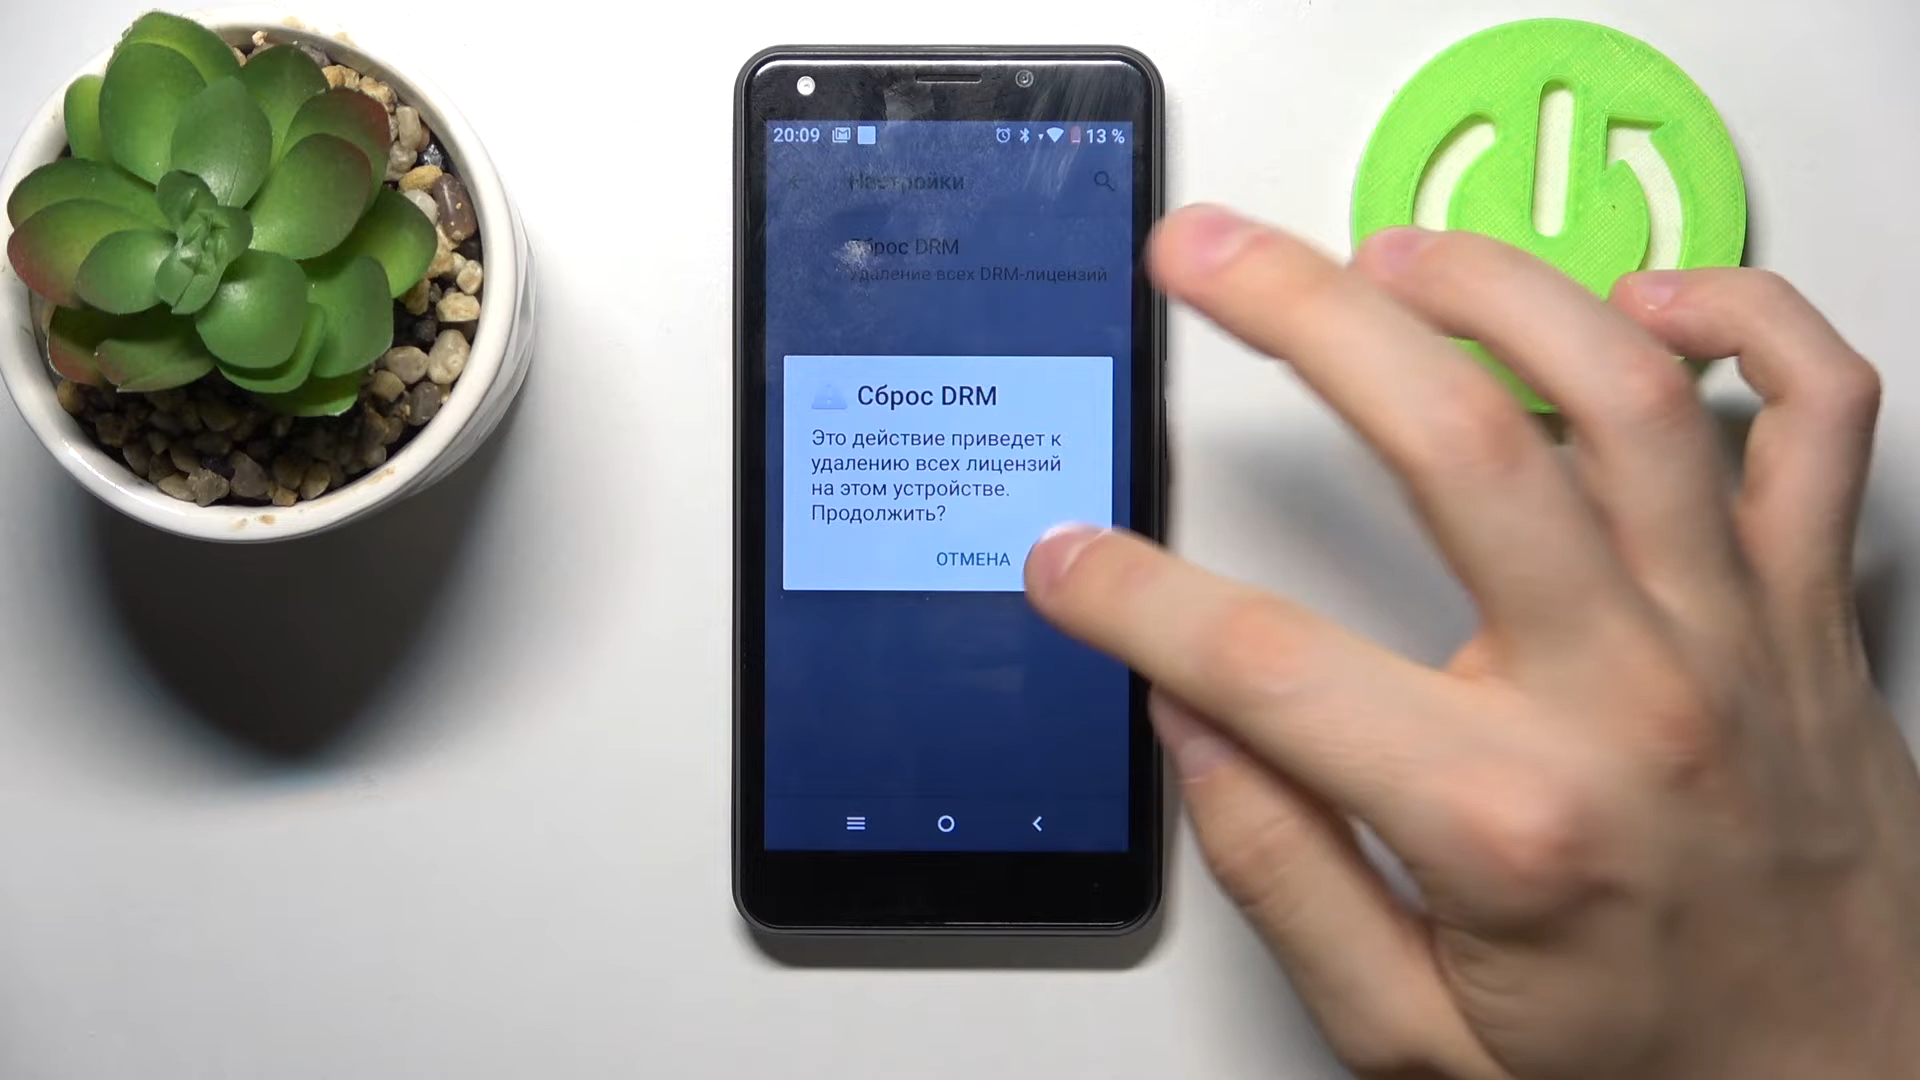 20:09 13 %
Настройки
Сброс DRM
Удаление всех DRM-лицензий
Сброс DRM
Это действие приведет к
удалению всех лицензий
на этом устройстве.
Продолжить?
ОТМЕНА